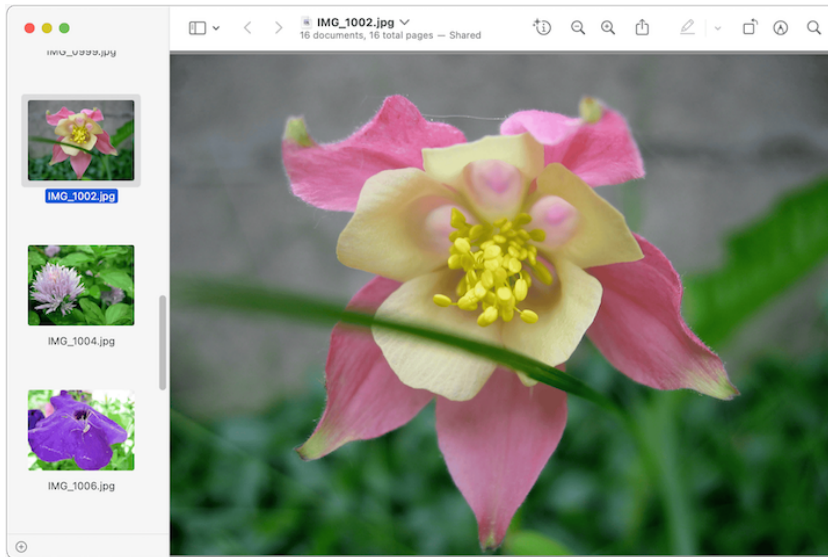 IMG_1002.jpg
16 documents, 16 total pages — Shared
IMG_0999.jpg
IMG_1002.jpg
IMG_1004.jpg
IMG_1006.jpg